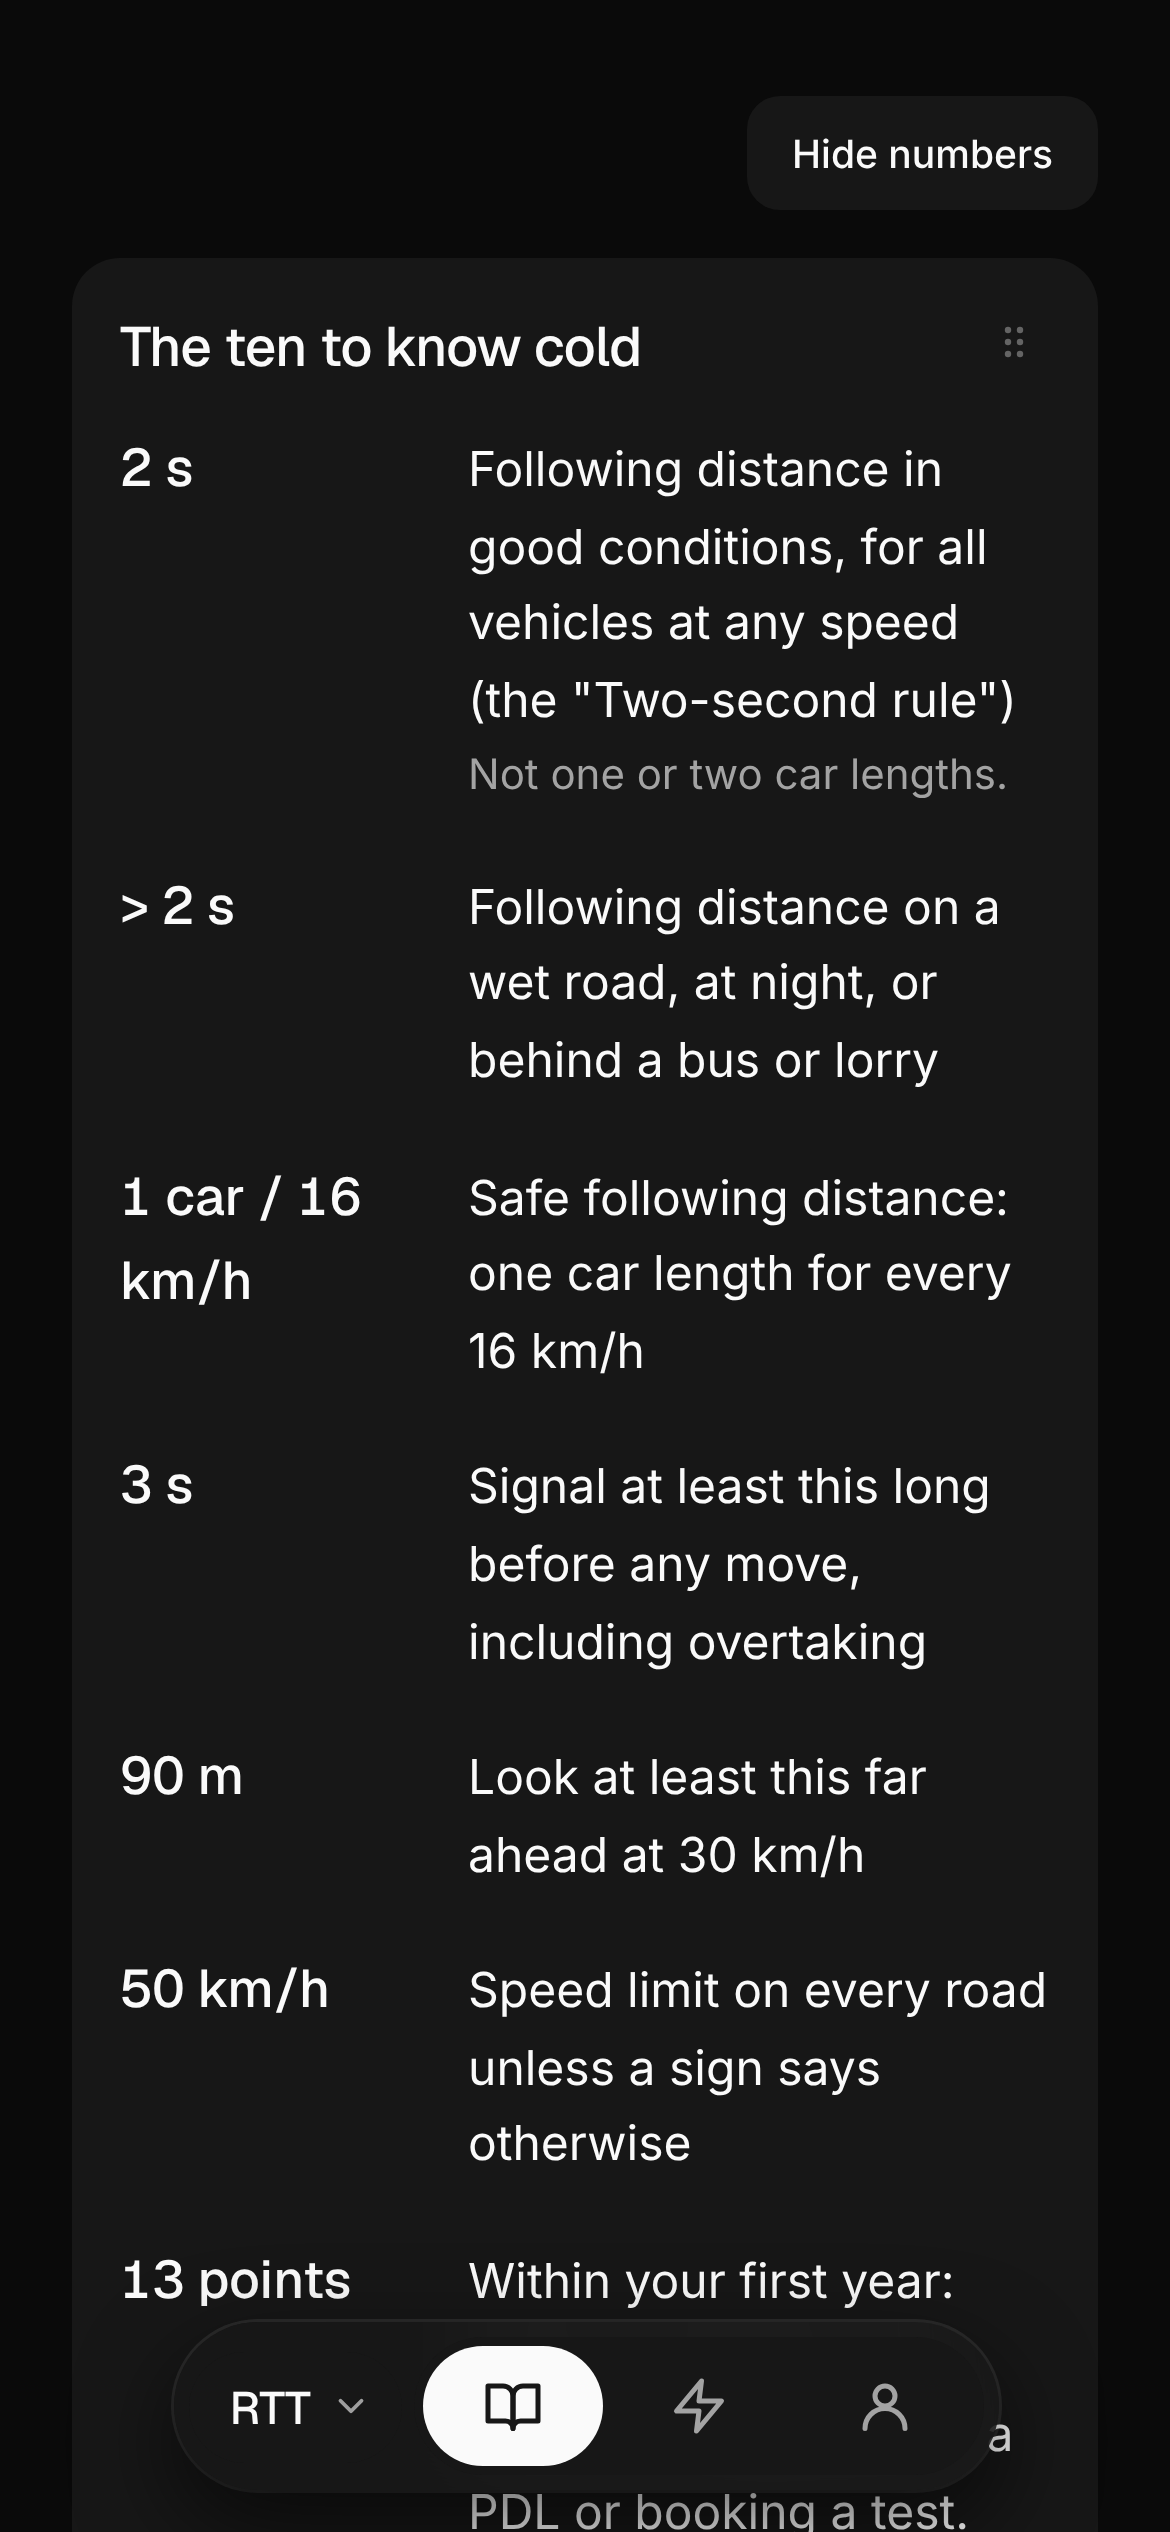 Hide numbers
The ten to know cold
2 s
Following distance in
good conditions, for all
vehicles at any speed
(the "Two-second rule")
Not one or two car lengths.
> 2 s
Following distance on a
wet road, at night, or
behind a bus or lorry
1 car / 16
km/h
Safe following distance:
one car length for every
16 km/h
3 s
Signal at least this long
before any move,
including overtaking
90 m
Look at least this far
ahead at 30 km/h
50 km/h
Speed limit on every road
unless a sign says
otherwise
13 points
Within your first year:
RTT
a
PDL or booking a test.